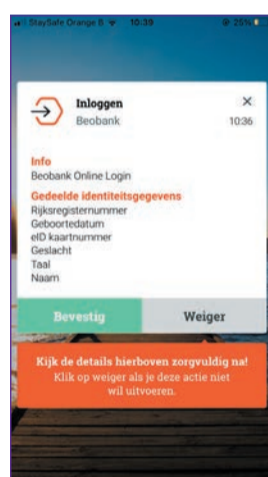 StaySafe Orange B 10:39 25%
Inloggen
Beobank
10:36
Info
Beobank Online Login
Gedeelde identiteitsgegevens
Rijksregisternummer
Geboortedatum
eID kaartnummer
Geslacht
Taal
Naam
Bevestig Weiger
Kijk de details hierboven zorgvuldig na!
Klik op weiger als je deze actie niet
wil uitvoeren.